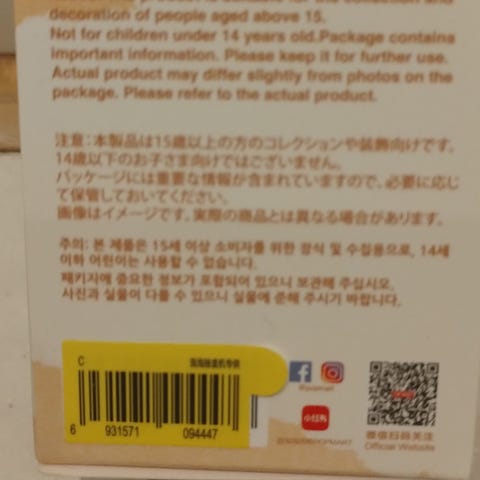 decoration of people aged above 15.
Not for children under 14 years old.Package contains
important information. Please keep it for further use.
Actual product may differ slightly from photos on the
package. Please refer to the actual product.
注意：本製品は15歳以上の方のコレクションや装飾向けです。
14歳以下のお子さま向けではございません。
パッケージには重要な情報が含まれていますので、必要に応じ
て保管しておいてください。
画像はイメージです。実際の商品とは異なる場合があります。
주의: 본 제품은 15세 이상 소비자를 위한 장식 및 수집용으로, 14세
이하 어린이는 사용할 수 없습니다.
패키지에 중요한 정보가 포함되어 있으니 보관해 주십시오.
사진과 실물이 다를 수 있으니 실물에 준해 주시기 바랍니다.
C
6 931571 094447
小红书
微信扫码关注
Official Website